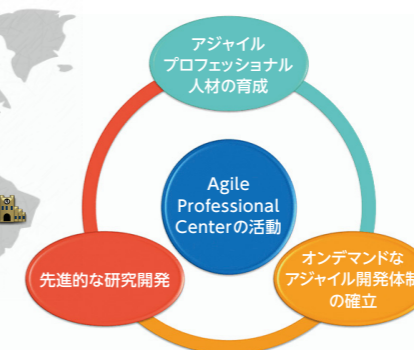 アジャイル
プロフェッショナル
人材の育成
Agile
Professional
Centerの活動
先進的な研究開発
オンデマンドな
アジャイル開発体制
の確立